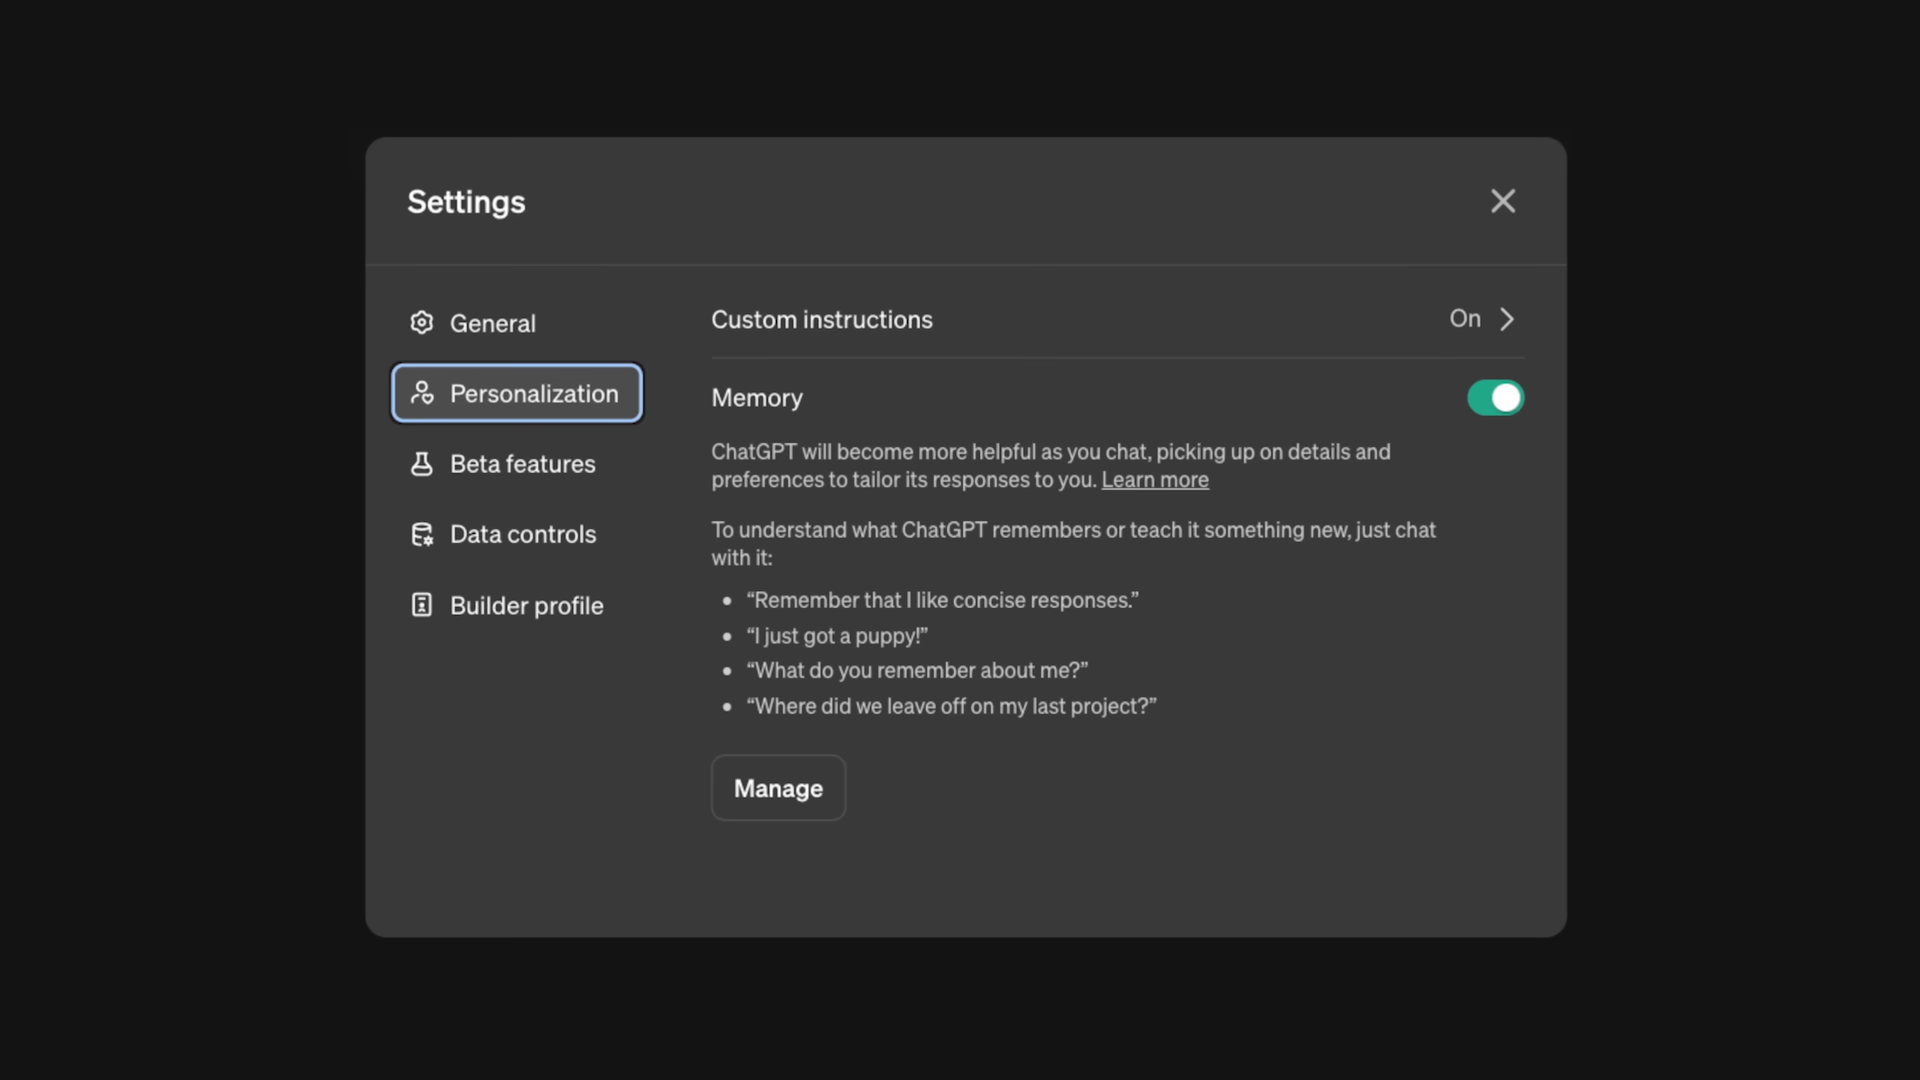 Settings
General
Personalization
Beta features
Data controls
Builder profile
Custom instructions
On
Memory
ChatGPT will become more helpful as you chat, picking up on details and
preferences to tailor its responses to you. Learn more
To understand what ChatGPT remembers or teach it something new, just chat
with it:
• “Remember that I like concise responses.”
• “I just got a puppy!”
• “What do you remember about me?”
• “Where did we leave off on my last project?”
Manage